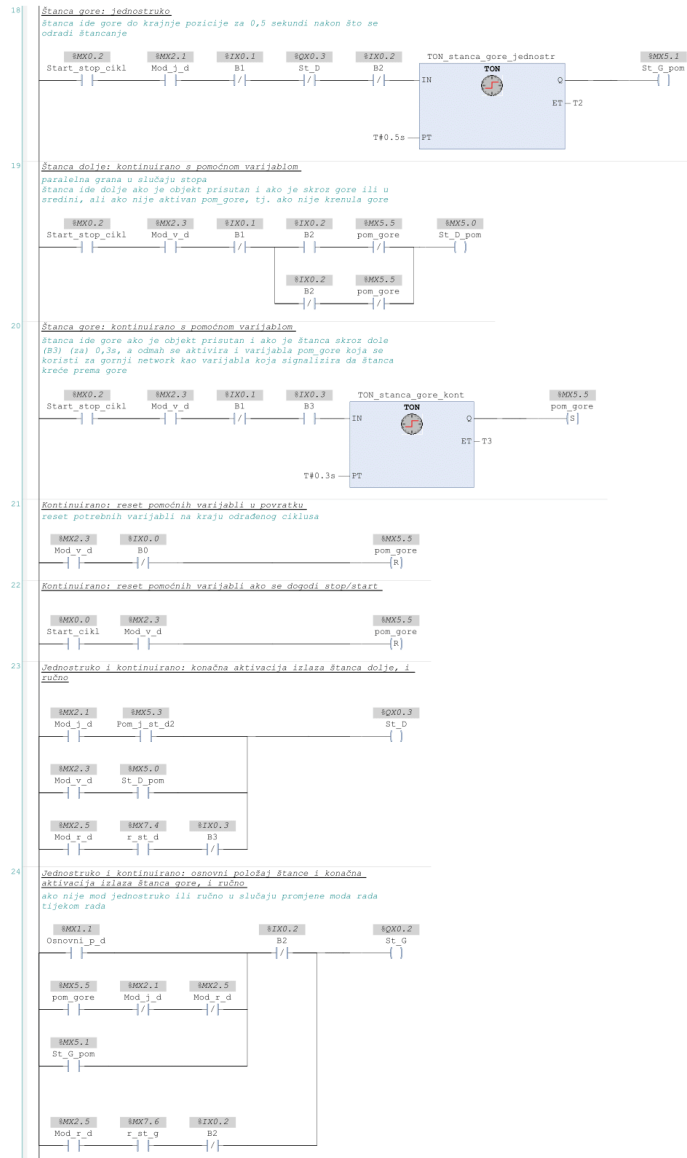 18
Štanca gore: jednostruko
Štanca ide gore do krajnje pozicije za 0,5 sekundi nakon što se
odradi štancanje
%MX0.2 %MX2.1 %IX0.1 %QX0.3 %IX0.2 TON_stanca_gore_jednostr %MX5.1
Start_stop_cikl Mod_j_d B1 St_D B2 TON St_G_pom
IN Q
ET T2
T#0.5s PT
19
Štanca dolje: kontinuirano s pomoćnom varijablom
paralelna grana u slučaju stopa
Štanca ide dolje ako je objekt prisutan i ako je skroz gore ili u
sredini, ali ako nije aktivan pom_gore, tj. ako nije krenula gore
%MX0.2 %MX2.3 %IX0.1 %IX0.2 %MX5.5 %MX5.0
Start_stop_cikl Mod_v_d B1 B2 pom_gore St_D_pom
%IX0.2 %MX5.5
B2 pom_gore
20
Štanca gore: kontinuirano s pomoćnom varijablom
Štanca ide gore ako je objekt prisutan i ako je štanca skroz dole
(B3) (za) 0,3s, a odmah se aktivira i varijabla pom_gore koja se
koristi za gornji network kao varijabla koja signalizira da štanca
kreće prema gore
%MX0.2 %MX2.3 %IX0.1 %IX0.3 TON_stanca_gore_kont %MX5.5
Start_stop_cikl Mod_v_d B1 B3 TON pom_gore
IN Q S
ET T3
T#0.3s PT
21
Kontinuirano: reset pomoćnih varijabli u povratku
reset potrebnih varijabli na kraju odrađenog ciklusa
%MX2.3 %IX0.0 %MX5.5
Mod_v_d B0 pom_gore
R
22
Kontinuirano: reset pomoćnih varijabli ako se dogodi stop/start
%MX0.0 %MX2.3 %MX5.5
Start_cikl Mod_v_d pom_gore
R
23
Jednostruko i kontinuirano: konačna aktivacija izlaza štanca dolje, i
ručno
%MX2.1 %MX5.3 %QX0.3
Mod_j_d Pom_j_st_d2 St_D
%MX2.3 %MX5.0
Mod_v_d St_D_pom
%MX2.5 %MX7.4 %IX0.3
Mod_r_d r_st_d B3
24
Jednostruko i kontinuirano: osnovni položaj štance i konačna
aktivacija izlaza štanca gore, i ručno
ako nije mod jednostruko ili ručno u slučaju promjene moda rada
tijekom rada
%MX1.1 %IX0.2 %QX0.2
Osnovni_p_d B2 St_G
%MX5.5 %MX2.1 %MX2.5
pom_gore Mod_j_d Mod_r_d
%MX5.1
St_G_pom
%MX2.5 %MX7.6 %IX0.2
Mod_r_d r_st_g B2